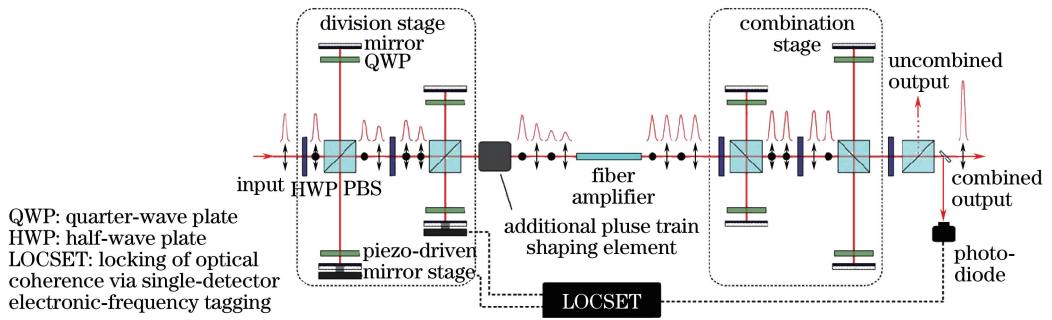 division stage
mirror
QWP
input
HWP PBS
piezo-driven
mirror stage
additional pluse train
shaping element
fiber
amplifier
combination
stage
uncombined
output
combined
output
photo-
diode
LOCSET
QWP: quarter-wave plate
HWP: half-wave plate
LOCSET: locking of optical
coherence via single-detector
electronic-frequency tagging